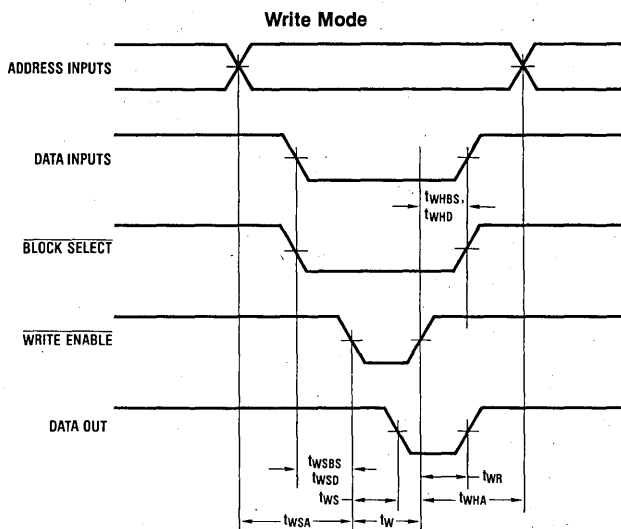 Write Mode
ADDRESS INPUTS
DATA INPUTS
tWHBS,
tWHD
BLOCK SELECT
WRITE ENABLE
DATA OUT
tWSBS
tWSD
tWS
tWR
tWSA
tW
tWHA